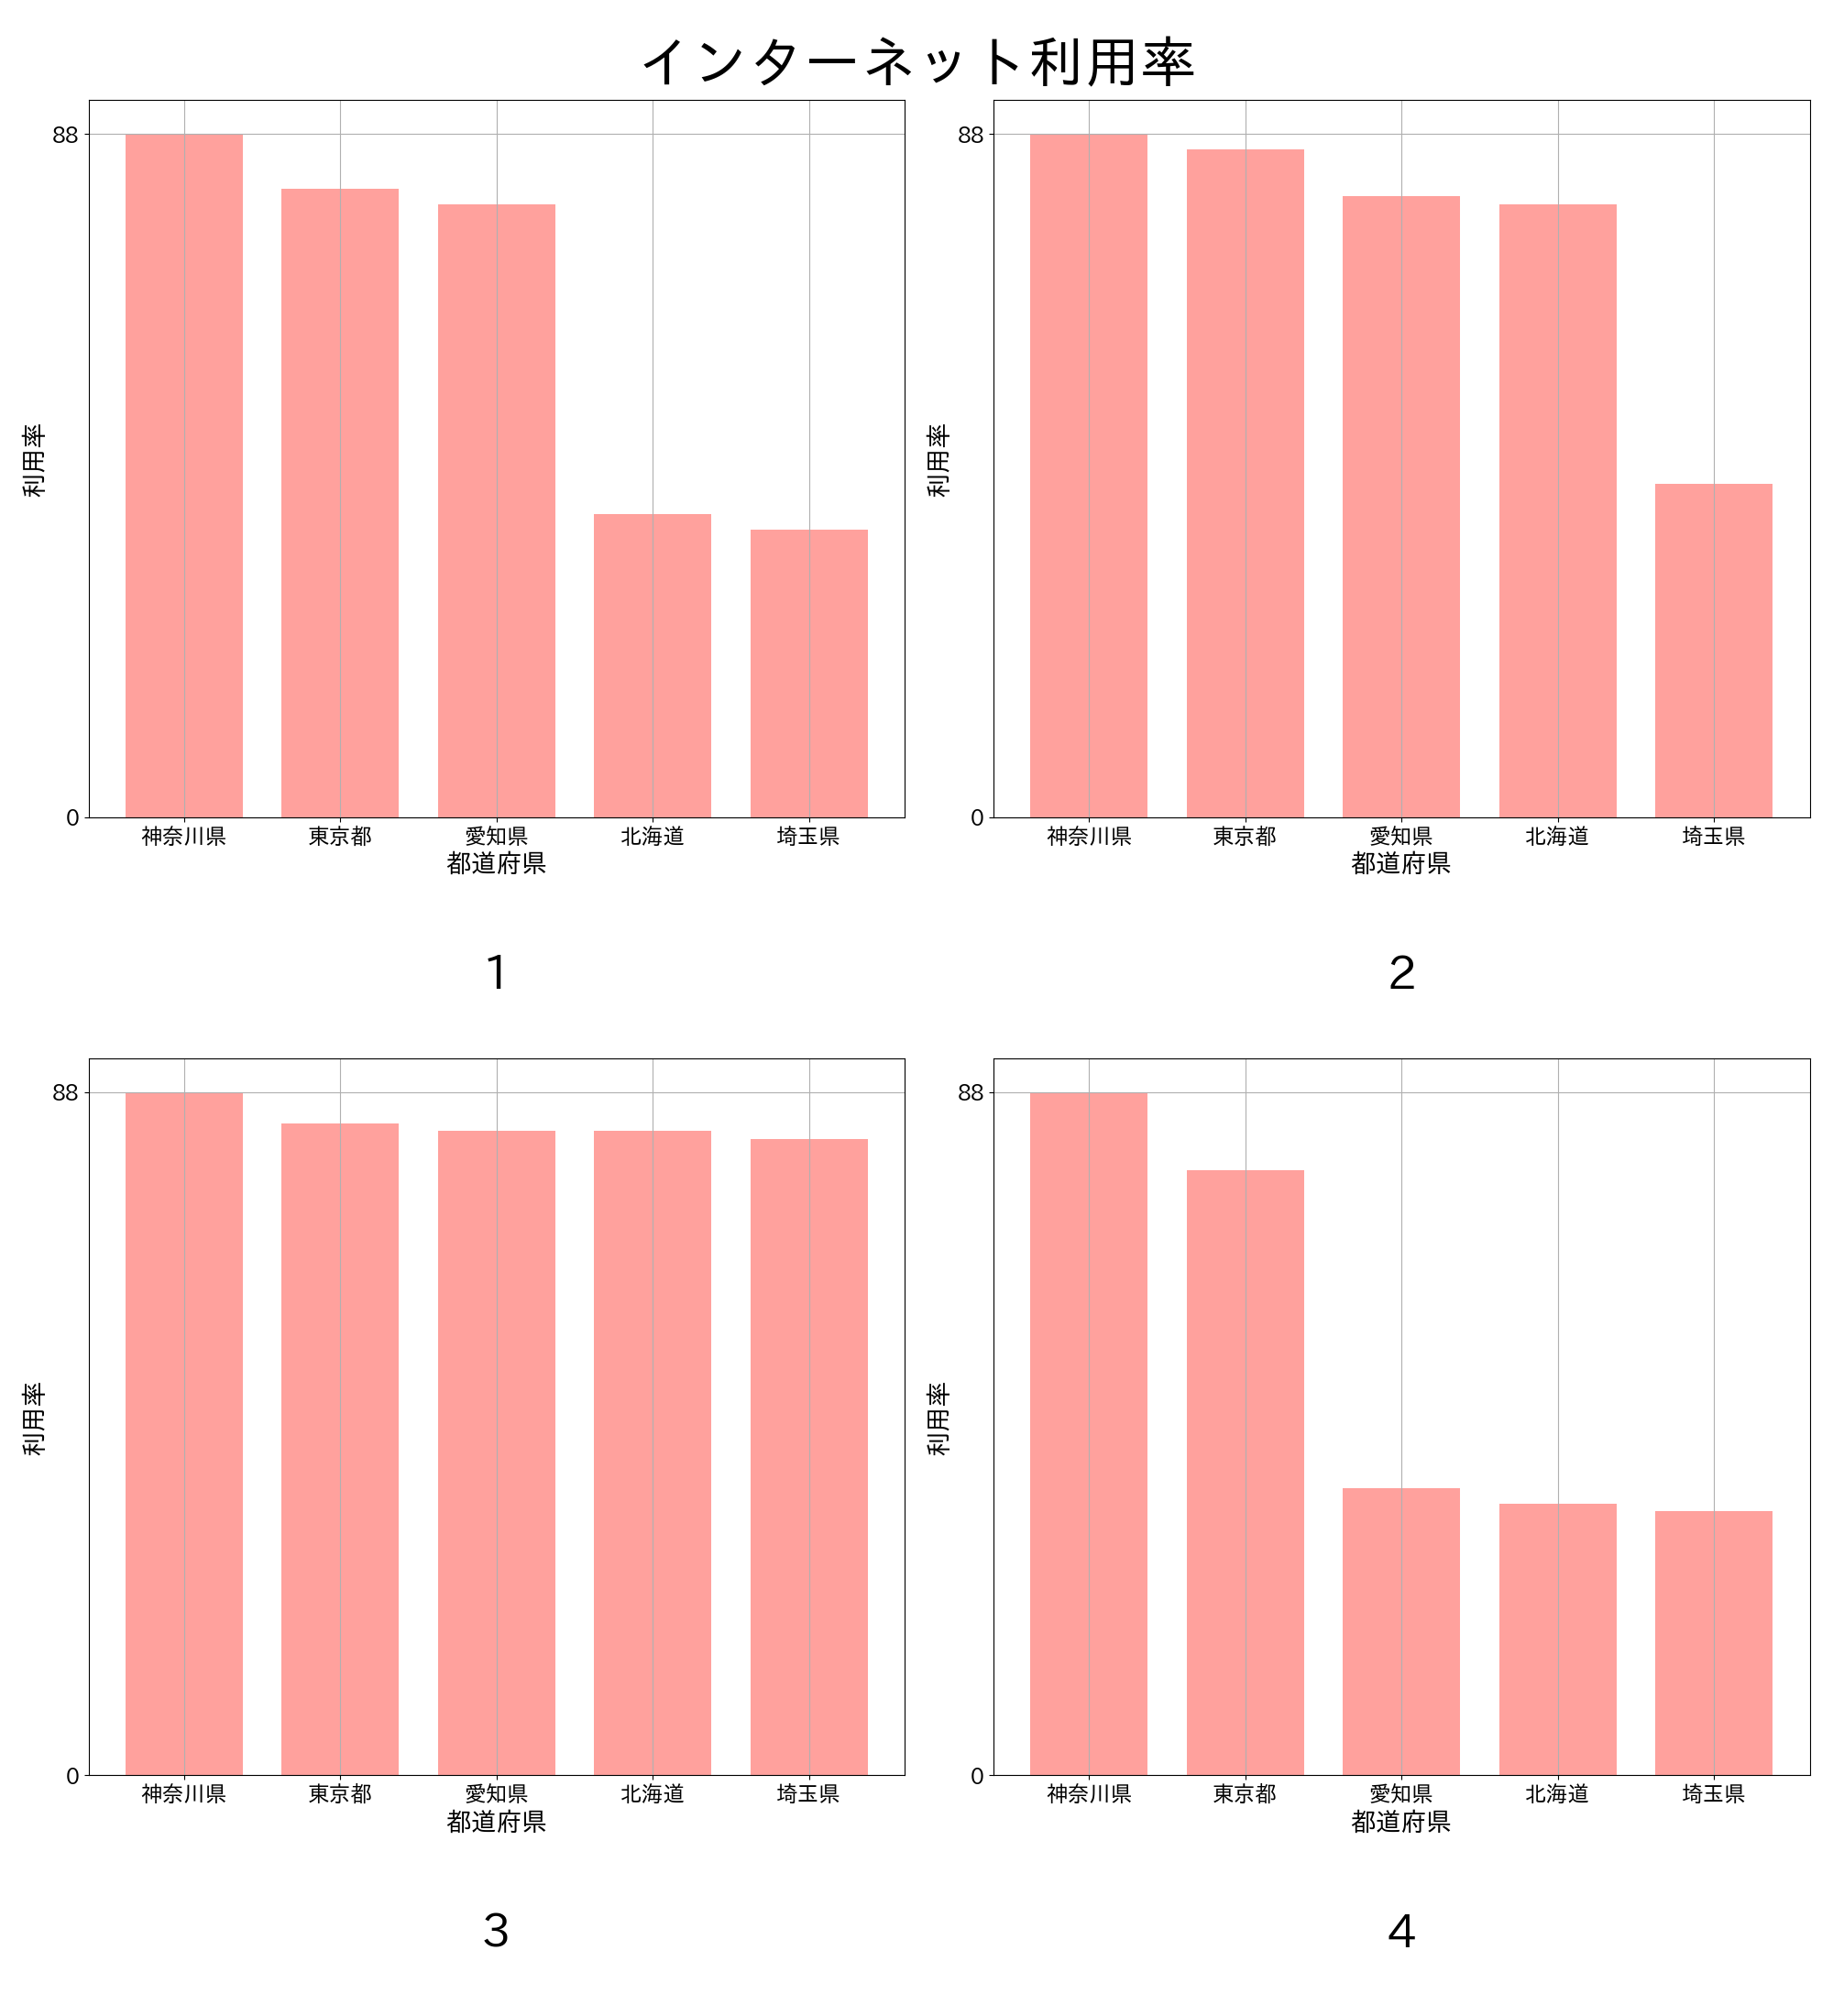 インターネット利用率
88
0
利用率
神奈川県 東京都 愛知県 北海道 埼玉県
都道府県
1
88
0
利用率
神奈川県 東京都 愛知県 北海道 埼玉県
都道府県
2
88
0
利用率
神奈川県 東京都 愛知県 北海道 埼玉県
都道府県
3
88
0
利用率
神奈川県 東京都 愛知県 北海道 埼玉県
都道府県
4